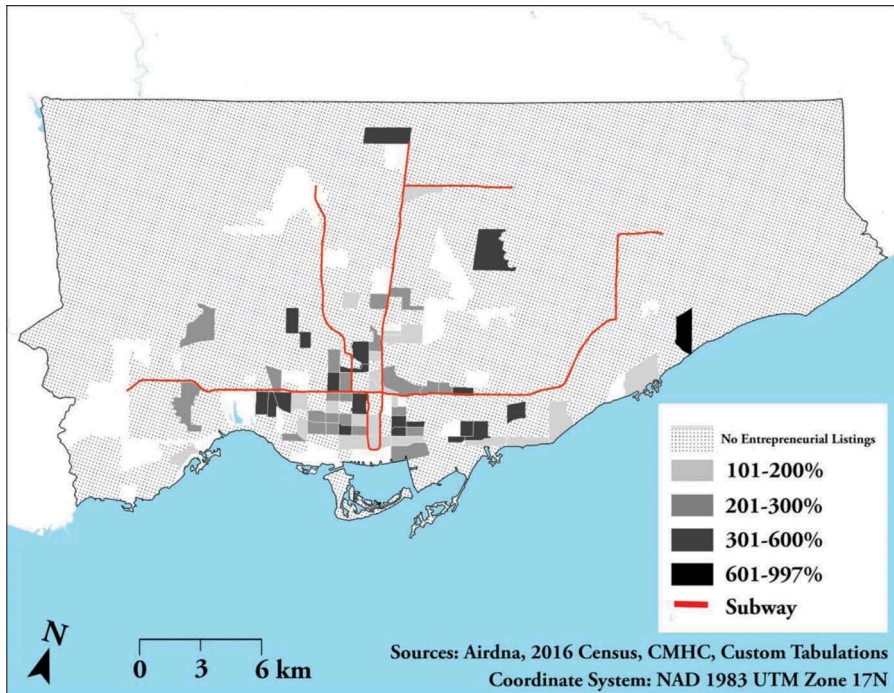 No Entrepreneurial Listings
101-200%
201-300%
301-600%
601-997%
Subway
N
0 3 6 km
Sources: Airdna, 2016 Census, CMHC, Custom Tabulations
Coordinate System: NAD 1983 UTM Zone 17N